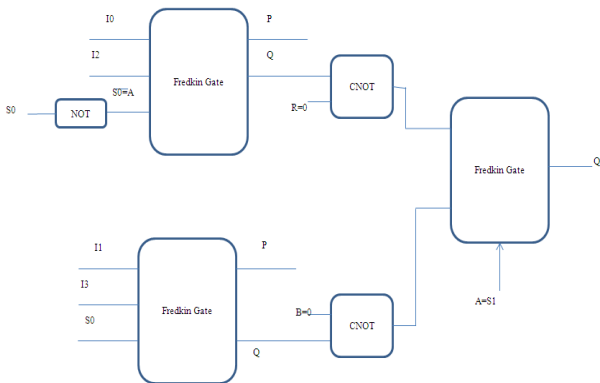 I0
P
I2
Q
Fredkin Gate
S0=A
S0
NOT
CNOT
R=0
Fredkin Gate
Q
I1
P
I3
Fredkin Gate
S0
B=0
CNOT
Q
A=S1